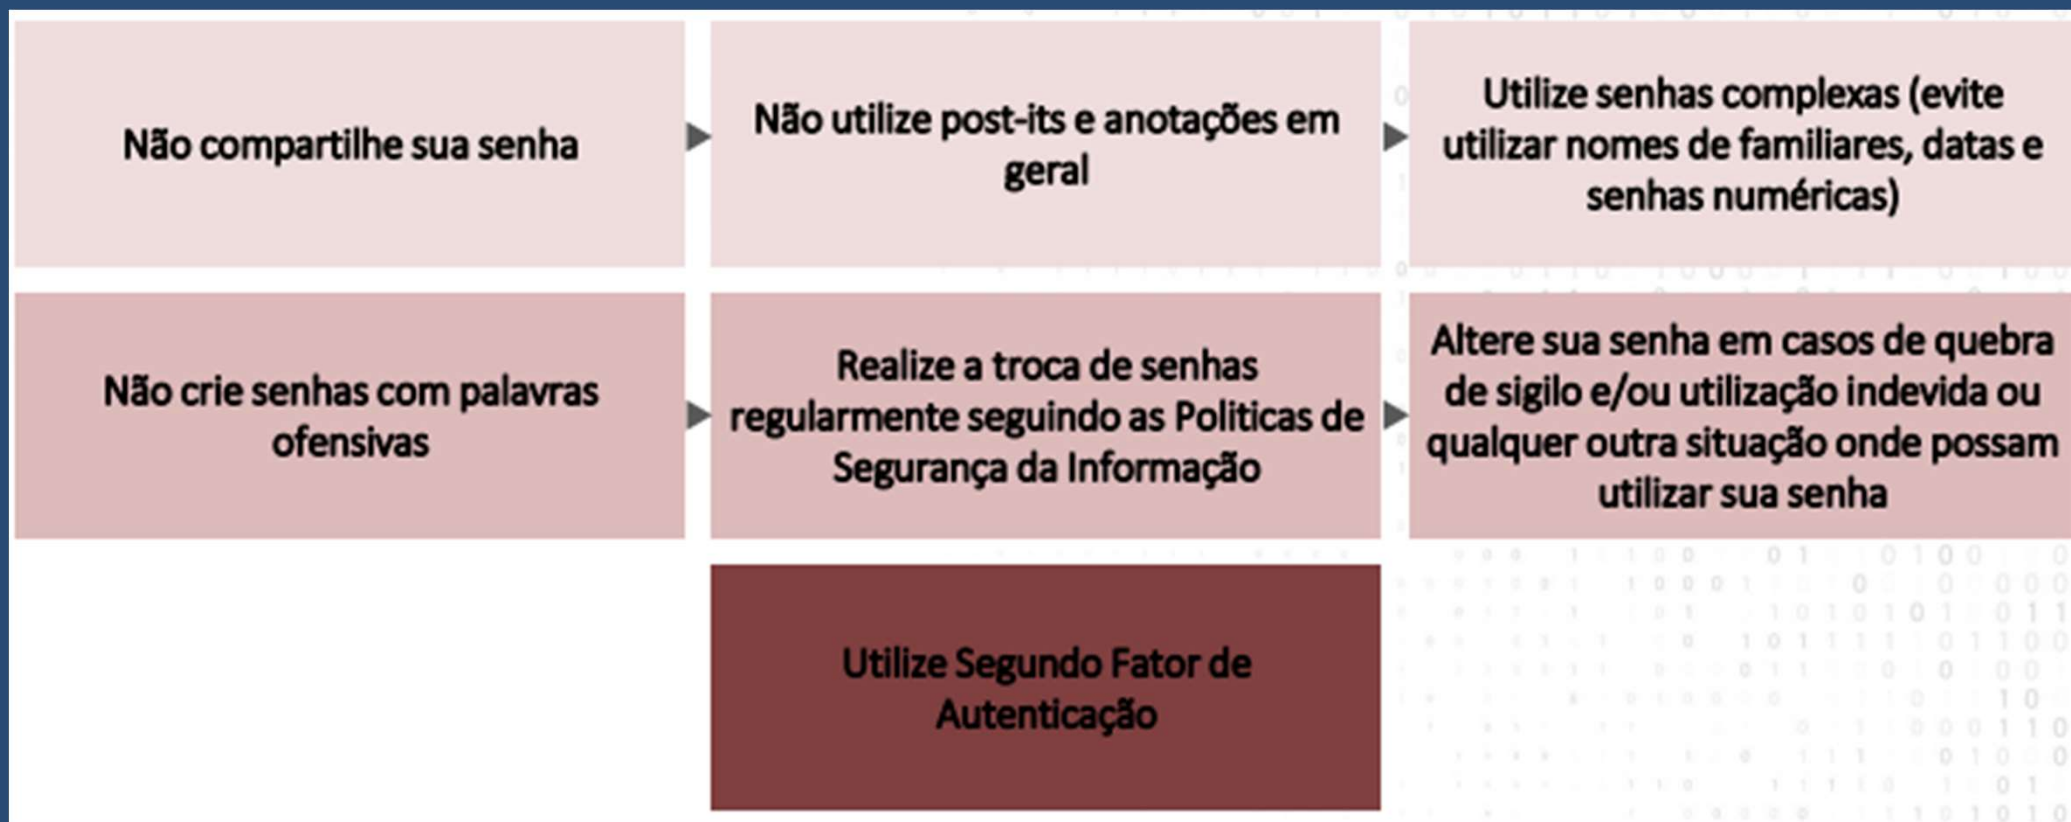 Não compartilhe sua senha
Não utilize post-its e anotações em
geral
Utilize senhas complexas (evite
utilizar nomes de familiares, datas e
senhas numéricas)
Não crie senhas com palavras
ofensivas
Realize a troca de senhas
regularmente seguindo as Politicas de
Segurança da Informação
Altere sua senha em casos de quebra
de sigilo e/ou utilização indevida ou
qualquer outra situação onde possam
utilizar sua senha
Utilize Segundo Fator de
Autenticação